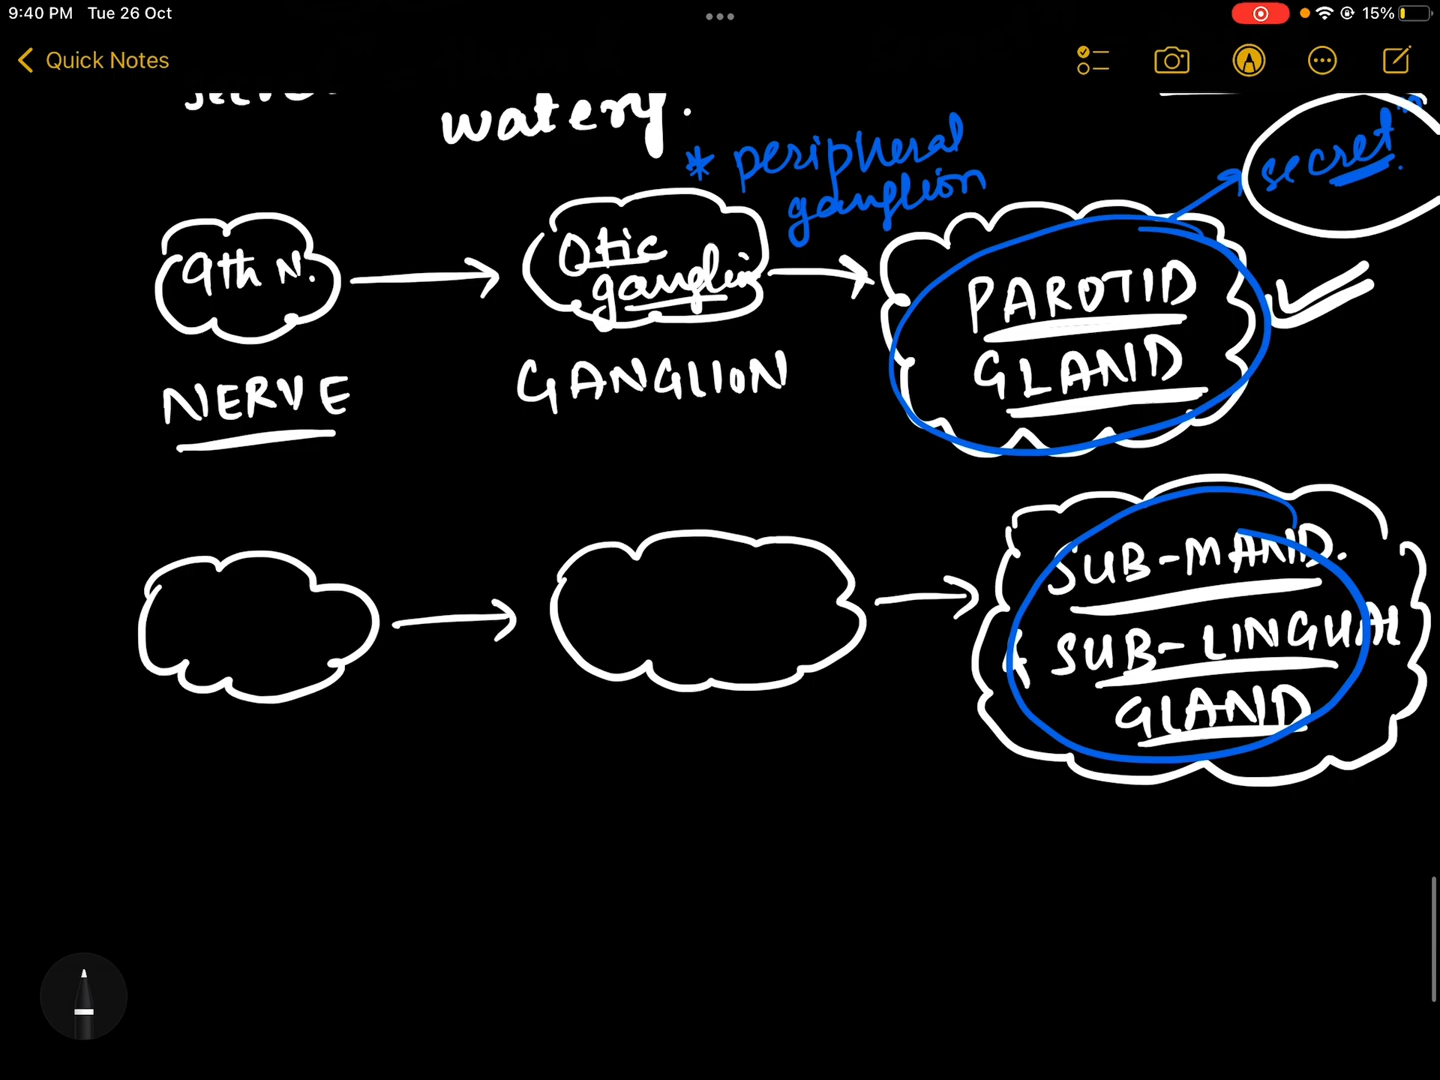 9:40 PM Tue 26 Oct
15%
Quick Notes
watery.
* peripheral
ganglion
secret
9th N.
Otic
ganglion
PAROTID
GLAND
NERVE
GANGLION
SUB-MAND.
& SUB-LINGUAL
GLAND